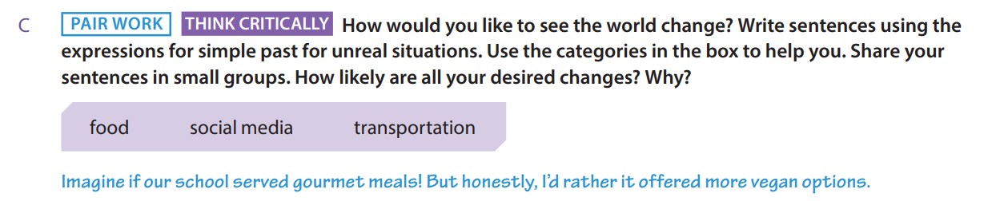 C PAIR WORK THINK CRITICALLY How would you like to see the world change? Write sentences using the
expressions for simple past for unreal situations. Use the categories in the box to help you. Share your
sentences in small groups. How likely are all your desired changes? Why?
food social media transportation
Imagine if our school served gourmet meals! But honestly, I'd rather it offered more vegan options.